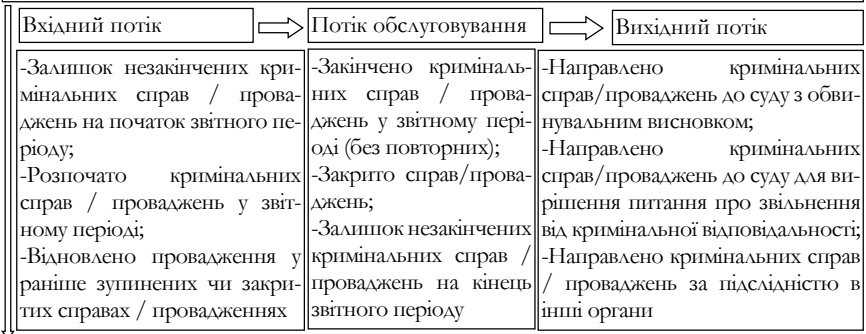 Вхідний потік
Потік обслуговування
Вихідний потік
-Залишок незакінчених кри-
мінальних справ / прова-
джень на початок звітного пе-
ріоду;
-Розпочато кримінальних
справ / проваджень у звіт-
ному періоді;
-Відновлено провадження у
раніше зупинених чи закри-
тих справах / провадженнях
-Закінчено криміналь-
них справ / прова-
джень у звітному пері-
оді (без повторних);
-Закрито справ/прова-
джень;
-Залишок незакінчених
кримінальних справ /
проваджень на кінець
звітного періоду
-Направлено кримінальних
справ/проваджень до суду з обви-
нувальним висновком;
-Направлено кримінальних
справ/проваджень до суду для ви-
рішення питання про звільнення
від кримінальної відповідальності;
-Направлено кримінальних справ
/ проваджень за підслідністю в
інші органи